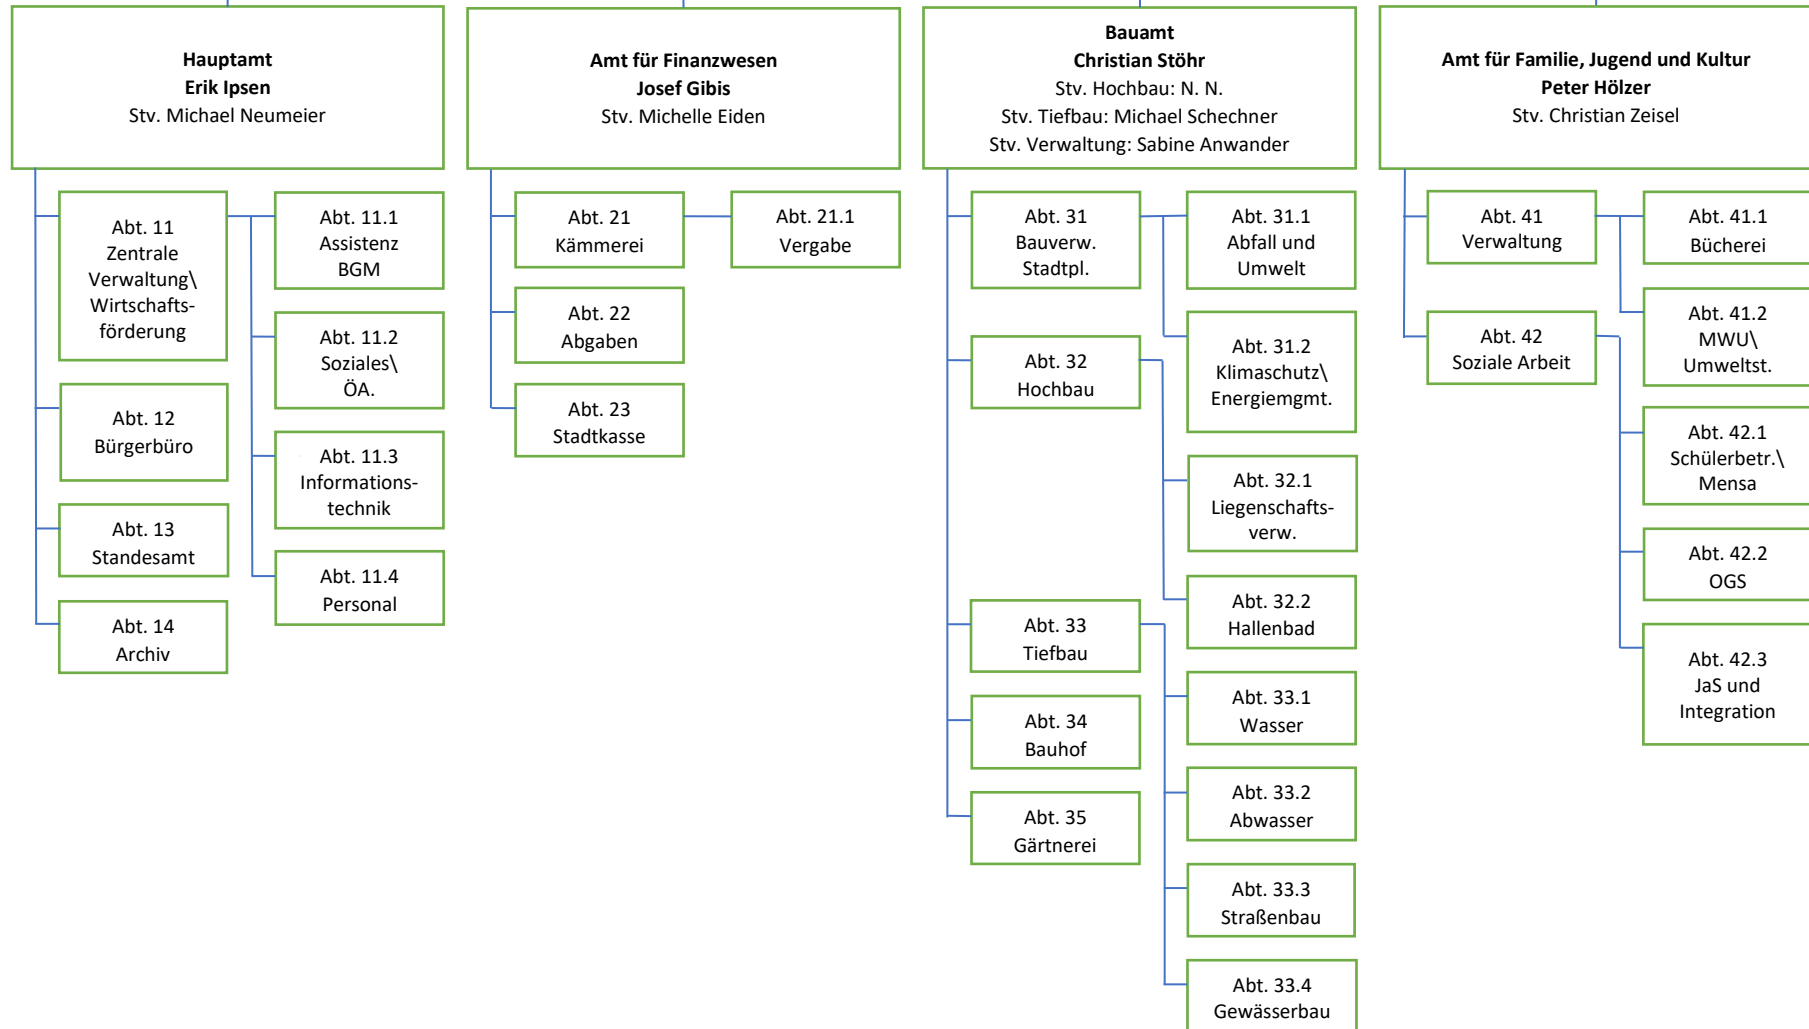 Hauptamt
Erik Ipsen
Stv. Michael Neumeier
Abt. 11
Zentrale
Verwaltung\
Wirtschafts-
förderung
Abt. 11.1
Assistenz
BGM
Abt. 11.2
Soziales\
ÖA.
Abt. 11.3
Informations-
technik
Abt. 11.4
Personal
Abt. 12
Bürgerbüro
Abt. 13
Standesamt
Abt. 14
Archiv
Amt für Finanzwesen
Josef Gibis
Stv. Michelle Eiden
Abt. 21
Kämmerei
Abt. 21.1
Vergabe
Abt. 22
Abgaben
Abt. 23
Stadtkasse
Bauamt
Christian Stöhr
Stv. Hochbau: N. N.
Stv. Tiefbau: Michael Schechner
Stv. Verwaltung: Sabine Anwander
Abt. 31
Bauverw.
Stadtpl.
Abt. 31.1
Abfall und
Umwelt
Abt. 31.2
Klimaschutz\
Energiemgmt.
Abt. 32
Hochbau
Abt. 32.1
Liegenschafts-
verw.
Abt. 32.2
Hallenbad
Abt. 33
Tiefbau
Abt. 33.1
Wasser
Abt. 33.2
Abwasser
Abt. 33.3
Straßenbau
Abt. 33.4
Gewässerbau
Abt. 34
Bauhof
Abt. 35
Gärtnerei
Amt für Familie, Jugend und Kultur
Peter Hölzer
Stv. Christian Zeisel
Abt. 41
Verwaltung
Abt. 41.1
Bücherei
Abt. 41.2
MWU\
Umweltst.
Abt. 42
Soziale Arbeit
Abt. 42.1
Schülerbetr.\
Mensa
Abt. 42.2
OGS
Abt. 42.3
JaS und
Integration